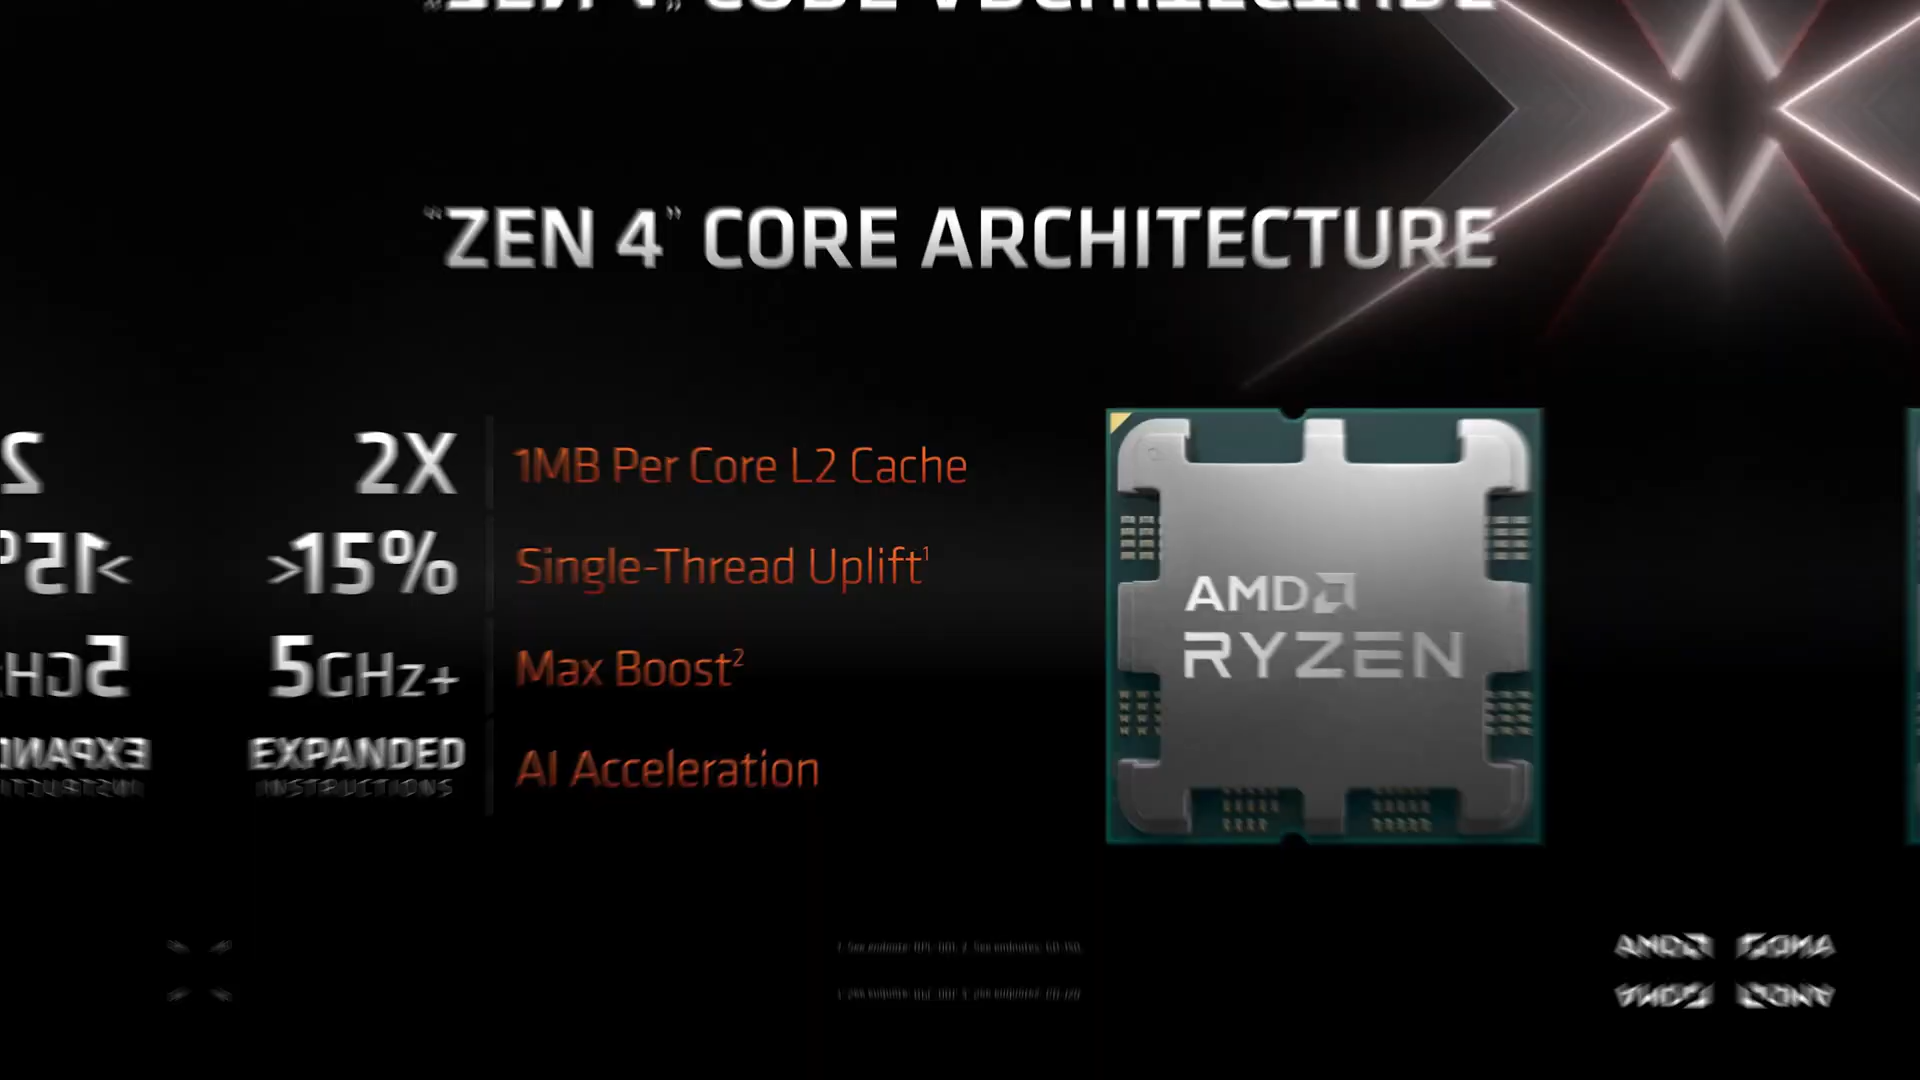 "ZEN 4" CORE ARCHITECTURE
2X
1MB Per Core L2 Cache
>15%
Single-Thread Uplift¹
5GHz+
Max Boost²
EXPANDED
INSTRUCTIONS
AI Acceleration
AMD
RYZEN
AMD